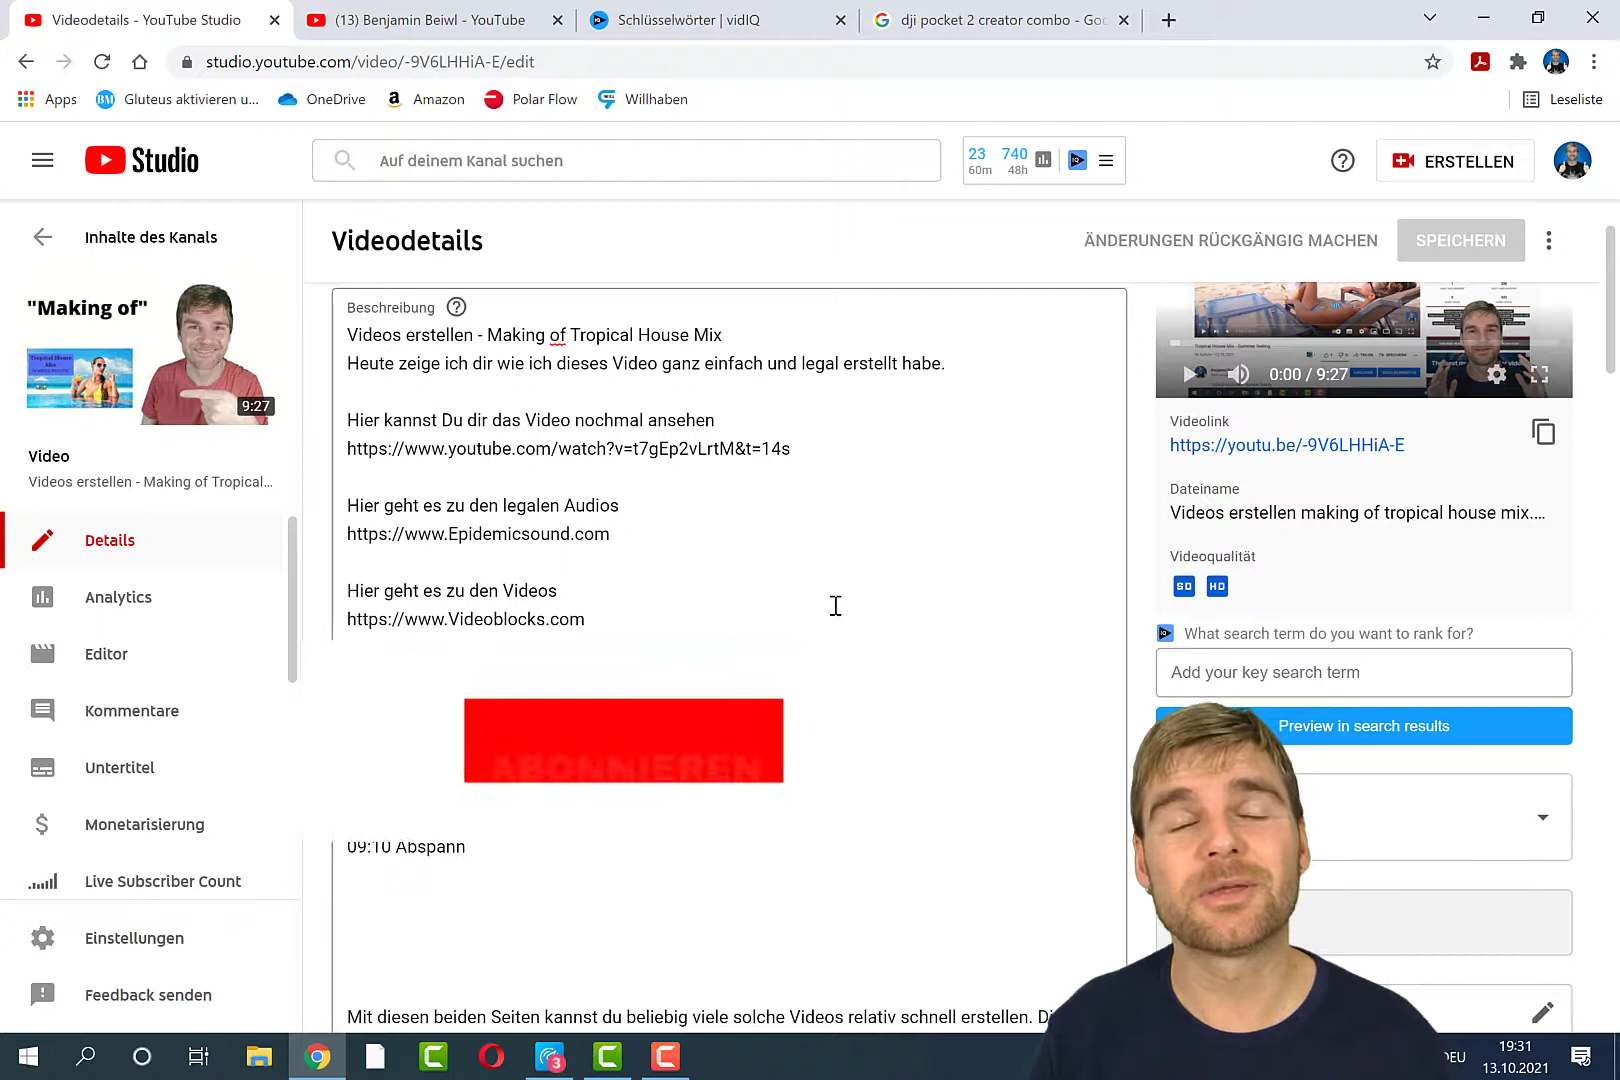 Videodetails - YouTube Studio
(13) Benjamin Beiwl - YouTube
Schlüsselwörter | vidIQ
dji pocket 2 creator combo - Goo
studio.youtube.com/video/-9V6LHHiA-E/edit
Apps
Gluteus aktivieren u...
OneDrive
Amazon
Polar Flow
Willhaben
Leseliste
Studio
Auf deinem Kanal suchen
23
60m
740
48h
ERSTELLEN
Inhalte des Kanals
Videodetails
ÄNDERUNGEN RÜCKGÄNGIG MACHEN
SPEICHERN
"Making of"
Tropical House
Mix
9:27
Video
Videos erstellen - Making of Tropical...
Details
Analytics
Editor
Kommentare
Untertitel
Monetarisierung
Live Subscriber Count
Einstellungen
Feedback senden
Beschreibung
Videos erstellen - Making of Tropical House Mix
Heute zeige ich dir wie ich dieses Video ganz einfach und legal erstellt habe.
Hier kannst Du dir das Video nochmal ansehen
https://www.youtube.com/watch?v=t7gEp2vLrtM&t=14s
Hier geht es zu den legalen Audios
https://www.Epidemicsound.com
Hier geht es zu den Videos
https://www.Videoblocks.com
ABONNIEREN
09:10 Abspann
Mit diesen beiden Seiten kannst du beliebig viele solche Videos relativ schnell erstellen. Di
0:00 / 9:27
Videolink
https://youtu.be/-9V6LHHiA-E
Dateiname
Videos erstellen making of tropical house mix....
Videoqualität
SD
HD
What search term do you want to rank for?
Add your key search term
Preview in search results
3
DEU
19:31
13.10.2021